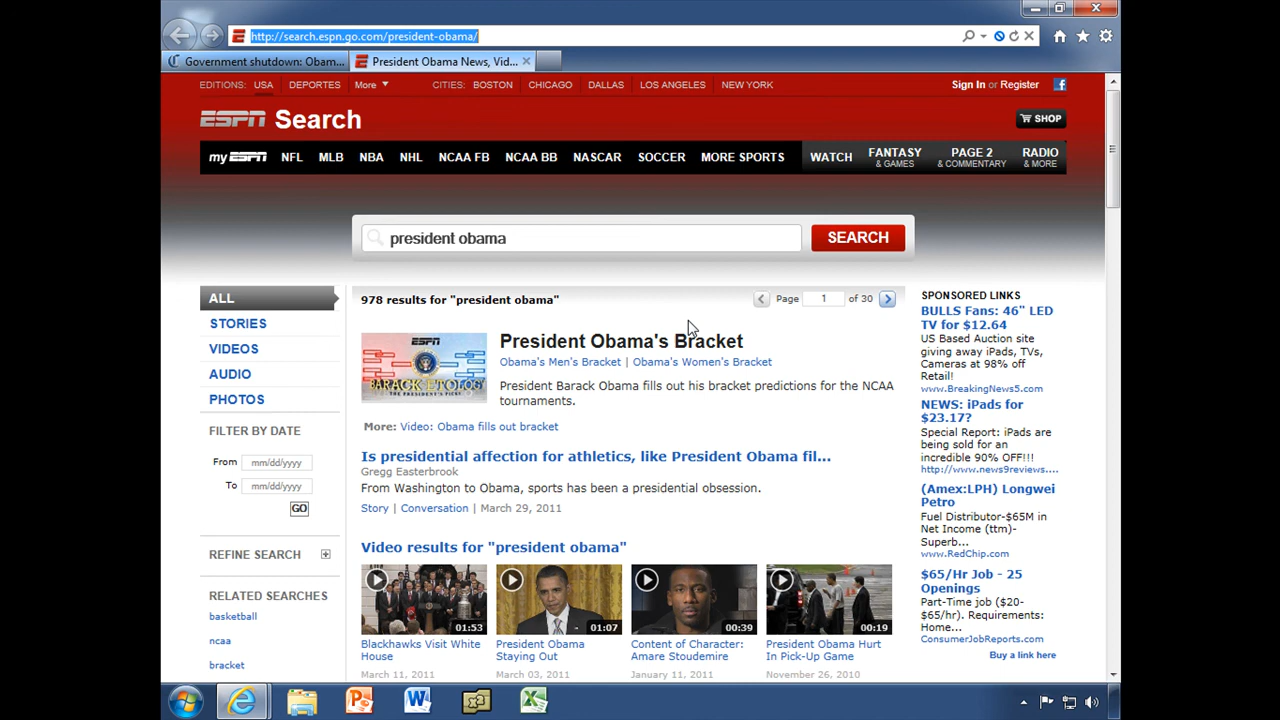 http://search.espn.go.com/president-obama/
Government shutdown: Obam...
President Obama News, Vid...
EDITIONS: USA DEPORTES More CITIES: BOSTON CHICAGO DALLAS LOS ANGELES NEW YORK
Sign In or Register
ESPN Search
SHOP
my ESPN NFL MLB NBA NHL NCAA FB NCAA BB NASCAR SOCCER MORE SPORTS WATCH FANTASY & GAMES PAGE 2 & COMMENTARY RADIO & MORE
president obama
SEARCH
ALL
STORIES
VIDEOS
AUDIO
PHOTOS
FILTER BY DATE
From mm/dd/yyyy
To mm/dd/yyyy
GO
REFINE SEARCH
RELATED SEARCHES
basketball
ncaa
bracket
978 results for "president obama"
Page 1 of 30
ESPN
BARACK-ETOLOGY
THE PRESIDENT'S PICKS
President Obama's Bracket
Obama's Men's Bracket | Obama's Women's Bracket
President Barack Obama fills out his bracket predictions for the NCAA
tournaments.
More: Video: Obama fills out bracket
Is presidential affection for athletics, like President Obama fil...
Gregg Easterbrook
From Washington to Obama, sports has been a presidential obsession.
Story | Conversation | March 29, 2011
Video results for "president obama"
01:53
01:07
00:39
00:19
Blackhawks Visit White
House
March 11, 2011
President Obama
Staying Out
March 03, 2011
Content of Character:
Amare Stoudemire
January 11, 2011
President Obama Hurt
In Pick-Up Game
November 26, 2010
SPONSORED LINKS
BULLS Fans: 46" LED
TV for $12.64
US Based Auction site
giving away iPads, TVs,
Cameras at 98% off
Retail!
www.BreakingNews5.com
NEWS: iPads for
$23.17?
Special Report: iPads are
being sold for an
incredible 90% OFF!!!
http://www.news9reviews....
(Amex:LPH) Longwei
Petro
Fuel Distributor-$65M in
Net Income (ttm)-
Superb...
www.RedChip.com
$65/Hr Job - 25
Openings
Part-Time job ($20-
$65/hr). Requirements:
Home...
ConsumerJobReports.com
Buy a link here